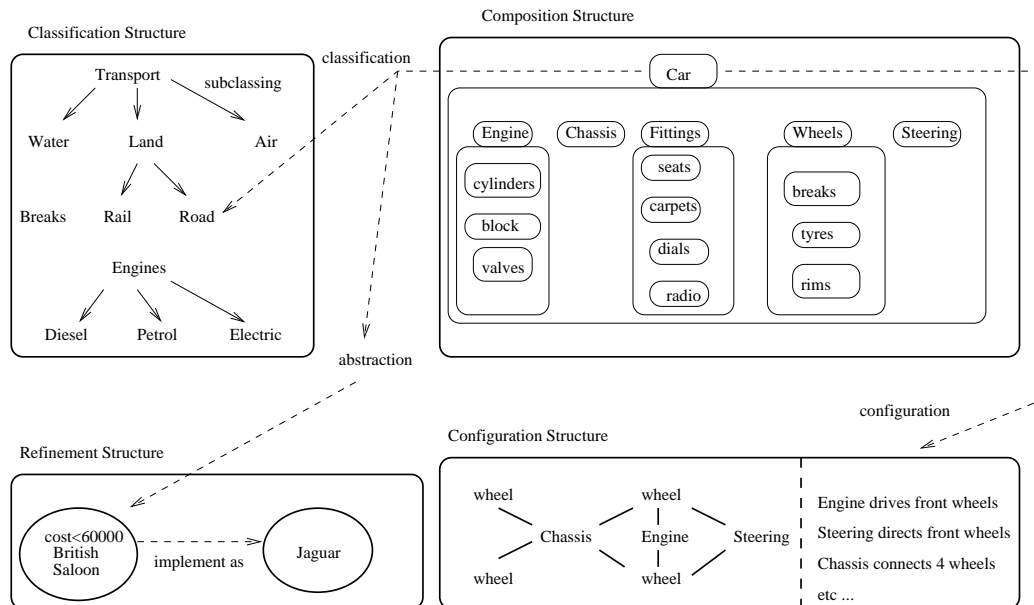 Classification Structure
Transport
subclassing
Water Land Air
Breaks Rail Road
Engines
Diesel Petrol Electric
classification
abstraction
Composition Structure
Car
Engine Chassis Fittings Wheels Steering
cylinders
block
valves
seats
carpets
dials
radio
breaks
tyres
rims
configuration
Refinement Structure
cost<60000
British
Saloon
implement as
Jaguar
Configuration Structure
wheel wheel
Chassis Engine Steering
wheel wheel
Engine drives front wheels
Steering directs front wheels
Chassis connects 4 wheels
etc ...